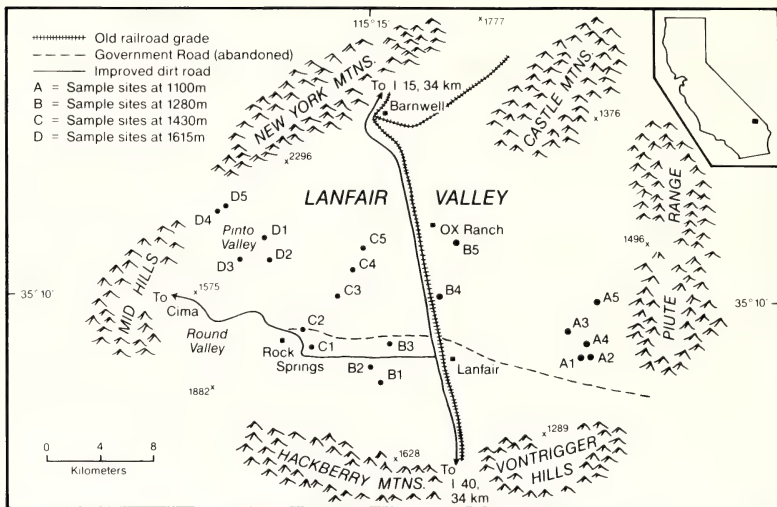 115° 15'
x1777
Old railroad grade
Government Road (abandoned)
Improved dirt road
A = Sample sites at 1100m
B = Sample sites at 1280m
C = Sample sites at 1430m
D = Sample sites at 1615m
NEW YORK MTNS.
To I 15, 34 km
Barnwell
CASTLE MTNS.
x1376
x2296
LANFAIR VALLEY
PIUTE RANGE
D5
D4
Pinto
Valley
D1
D2
D3
C5
C4
C3
OX Ranch
B5
1496x
MID HILLS
x1575
35° 10'
To
Cima
B4
35° 10'
A5
A3
A4
A1
A2
Round
Valley
C2
Rock
Springs
C1
B3
B2
B1
Lanfair
1882x
0 4 8
Kilometers
HACKBERRY MTNS.
x1628
To
I 40,
34 km
x1289
VONTRIGGER
HILLS